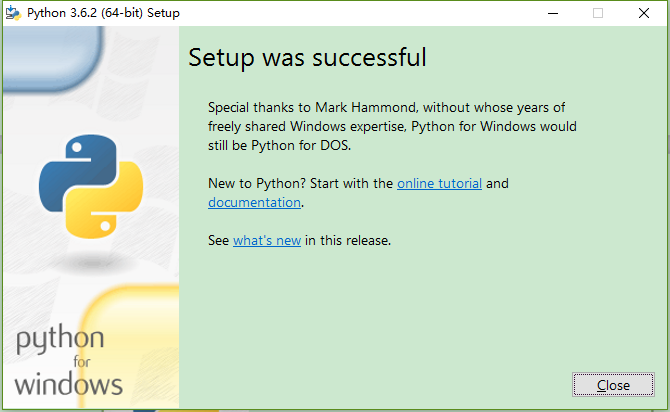 Python 3.6.2 (64-bit) Setup
Setup was successful
Special thanks to Mark Hammond, without whose years of
freely shared Windows expertise, Python for Windows would
still be Python for DOS.
New to Python? Start with the online tutorial and
documentation.
See what's new in this release.
python
for
windows
Close